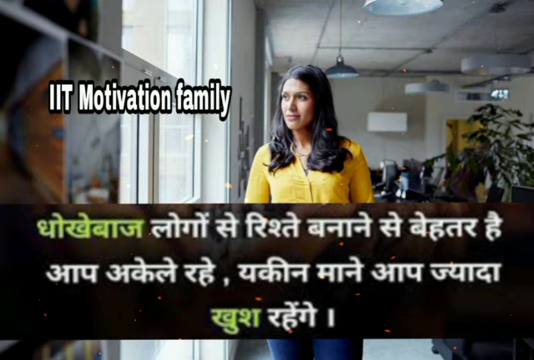 IIT Motivation family
धोखेबाज लोगों से रिश्ते बनाने से बेहतर है
आप अकेले रहे , यकीन माने आप ज्यादा
खुश रहेंगे ।